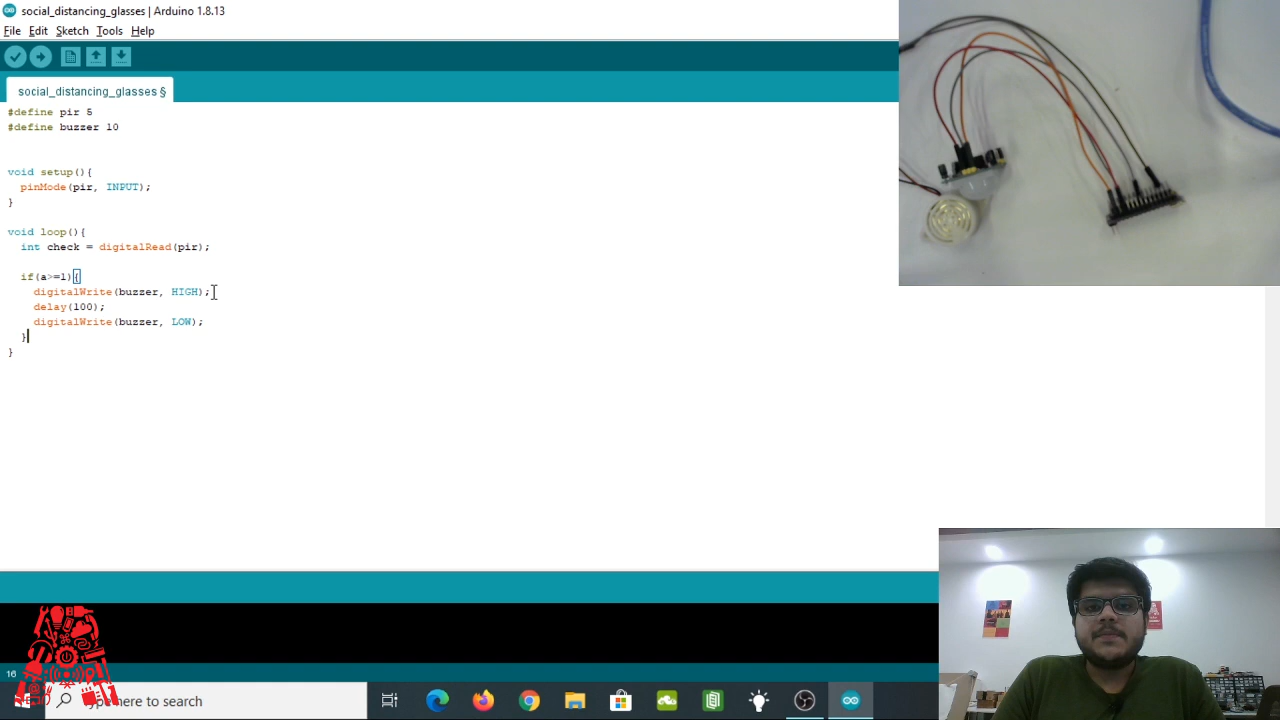 social_distancing_glasses | Arduino 1.8.13
File Edit Sketch Tools Help
social_distancing_glasses §
#define pir 5
#define buzzer 10
void setup(){
pinMode(pir, INPUT);
}
void loop(){
int check = digitalRead(pir);
if(a>=1){
digitalWrite(buzzer, HIGH);
delay(100);
digitalWrite(buzzer, LOW);
}
}
16
here to search